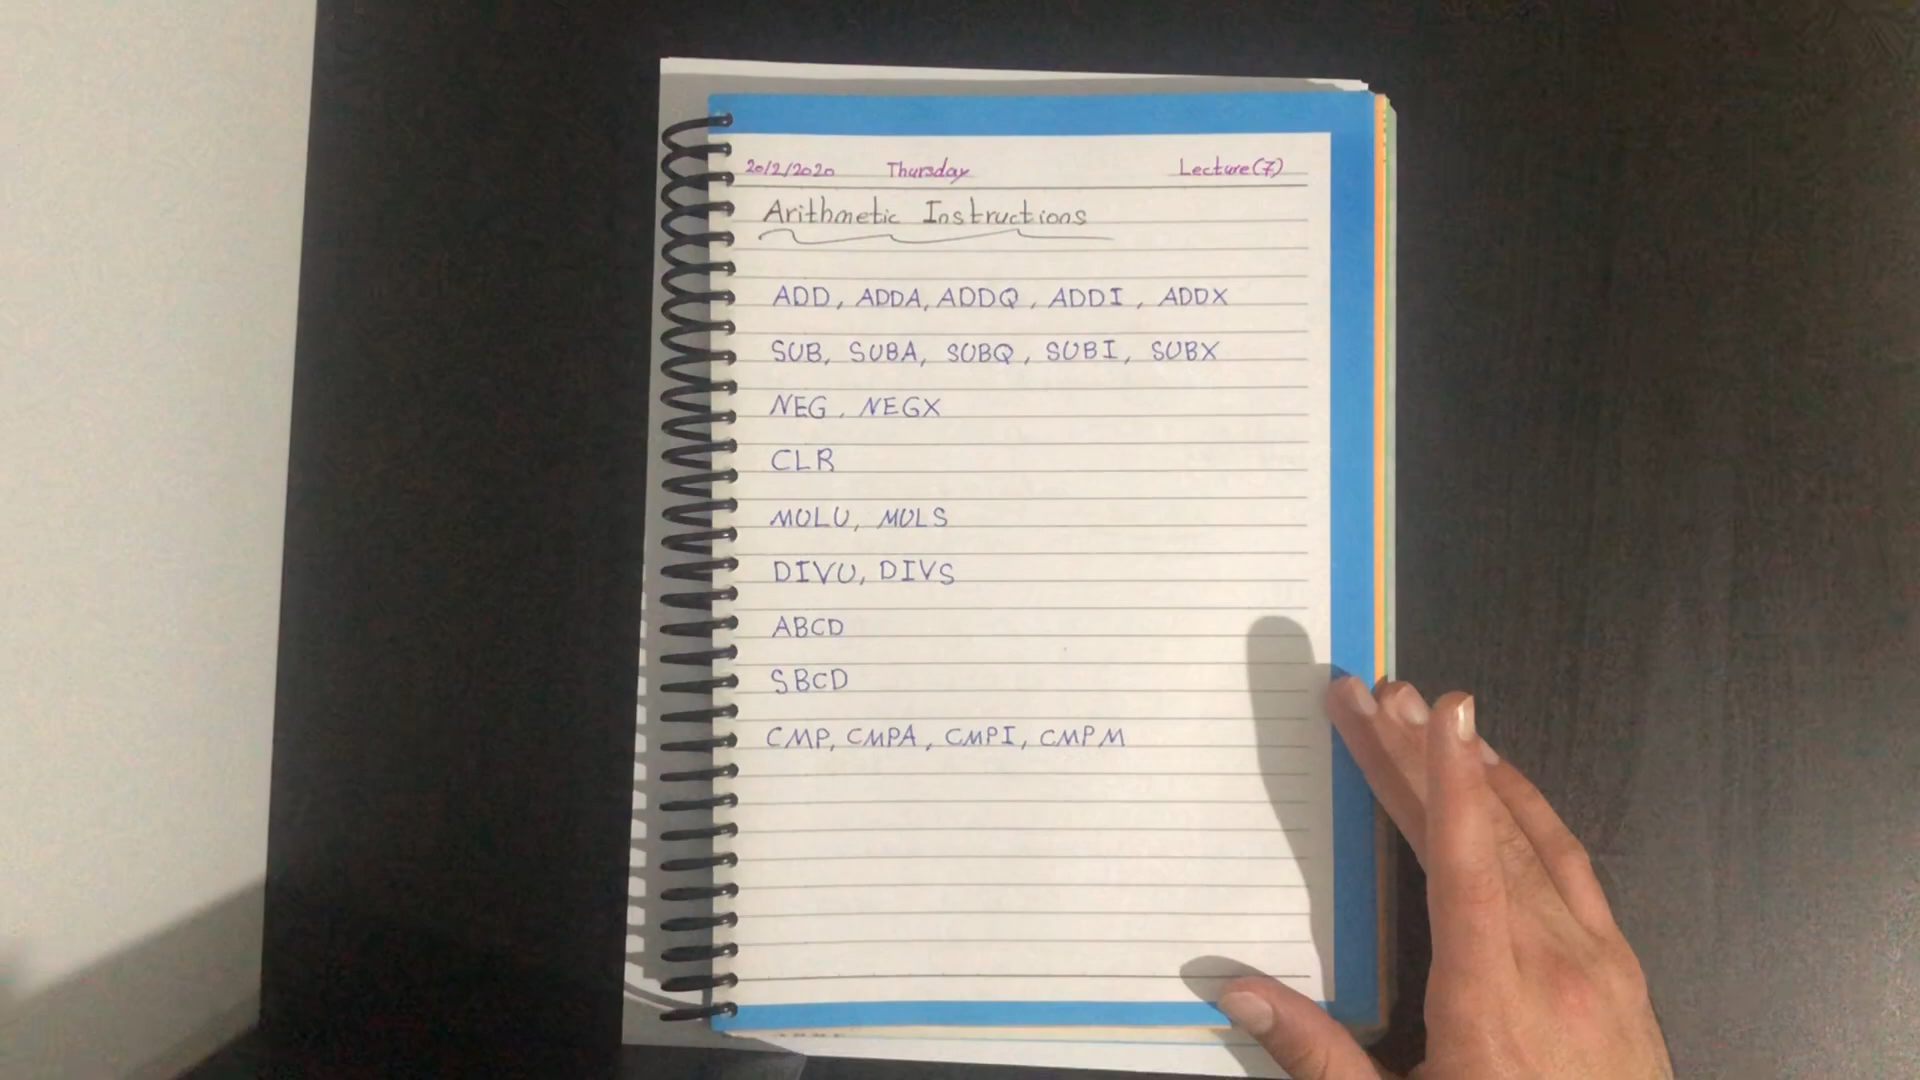 20/2/2020 Thursday Lecture(7)
Arithmetic Instructions
ADD, ADDA, ADDQ, ADDI, ADDX
SUB, SUBA, SUBQ, SUBI, SUBX
NEG, NEGX
CLR
MULU, MULS
DIVU, DIVS
ABCD
SBCD
CMP, CMPA, CMPI, CMPM